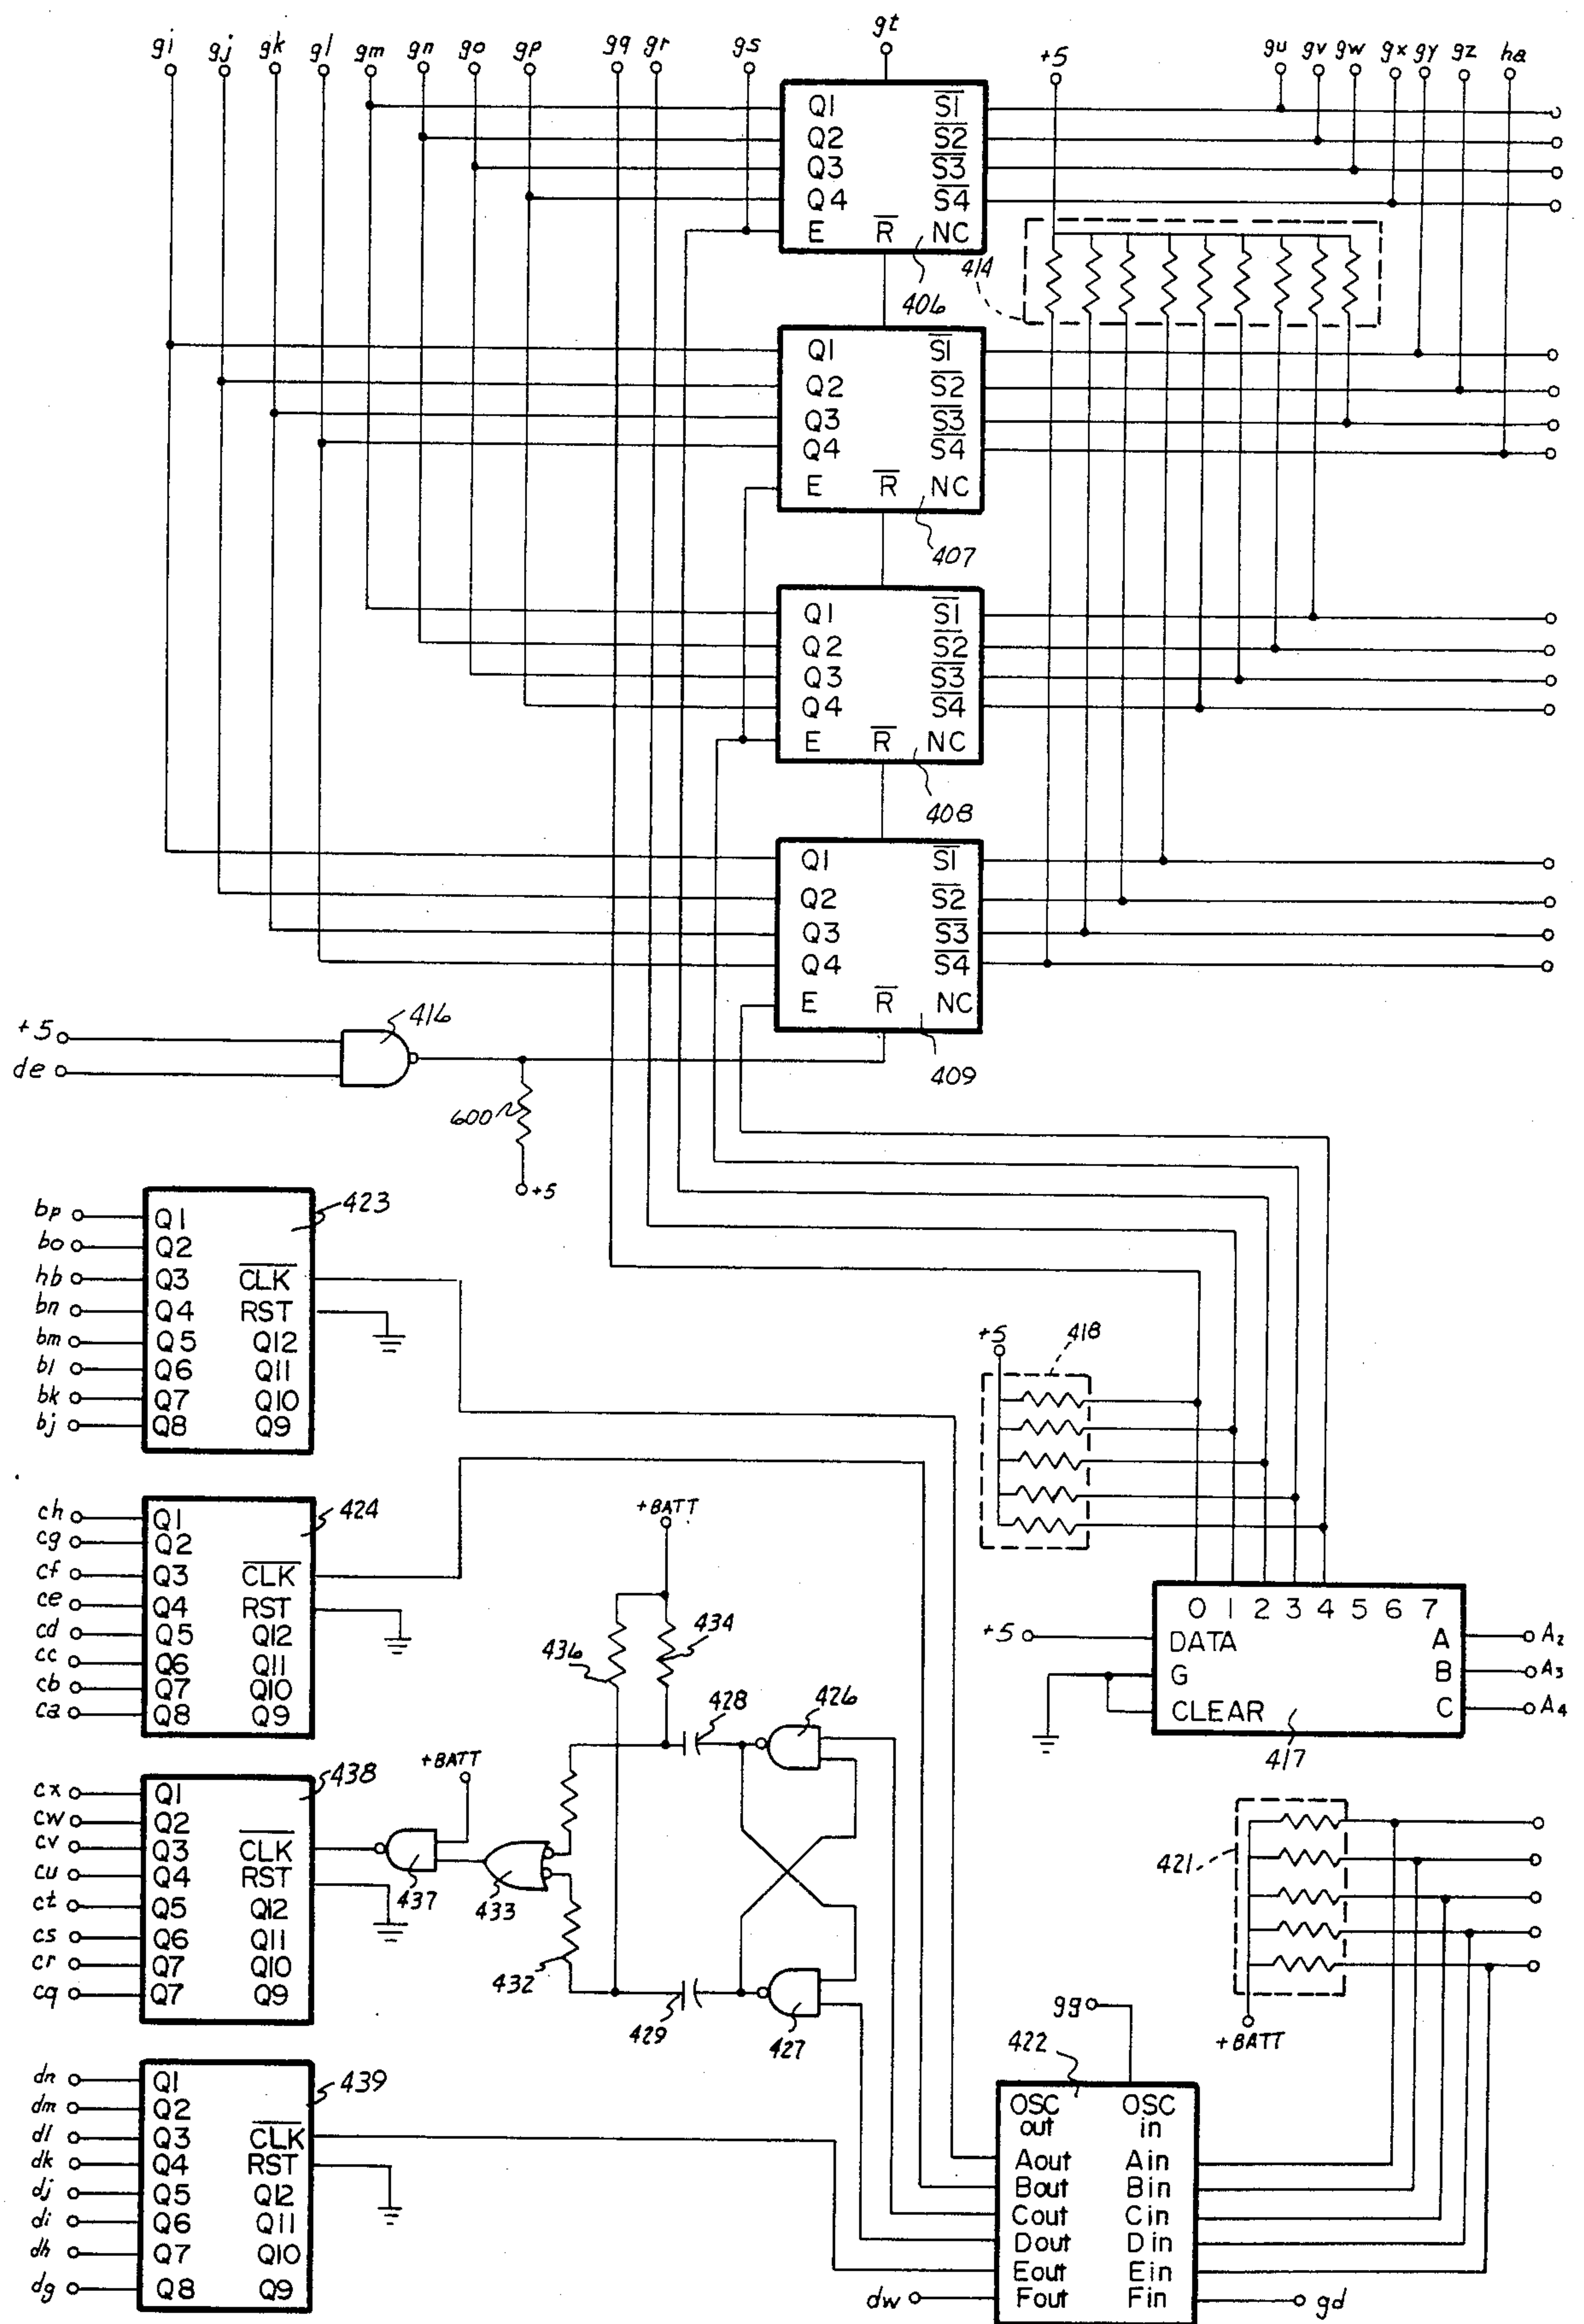 gi gj gk gl gm gn go gp gq gr gs gt +5 gu gv gw gx gy gz ha
Q1 S1
Q2 S2
Q3 S3
Q4 S4
E R NC
406
414
Q1 S1
Q2 S2
Q3 S3
Q4 S4
E R NC
407
Q1 S1
Q2 S2
Q3 S3
Q4 S4
E R NC
408
Q1 S1
Q2 S2
Q3 S3
Q4 S4
E R NC
409
+5
de
416
600
+5
423
bp Q1
bo Q2
hb Q3 CLK
bn Q4 RST
bm Q5 Q12
bl Q6 Q11
bk Q7 Q10
bj Q8 Q9
+5
418
424
ch Q1
cg Q2
cf Q3 CLK
ce Q4 RST
cd Q5 Q12
cc Q6 Q11
cb Q7 Q10
ca Q8 Q9
+BATT
436
434
428
426
0 1 2 3 4 5 6 7
+5 DATA A A2
G B A3
CLEAR C A4
417
438
cx Q1
cw Q2
cv Q3 CLK
cu Q4 RST
ct Q5 Q12
cs Q6 Q11
cr Q7 Q10
cq Q7 Q9
+BATT
437
433
432
429
427
421
+BATT
439
dn Q1
dm Q2
dl Q3 CLK
dk Q4 RST
dj Q5 Q12
di Q6 Q11
dh Q7 Q10
dg Q8 Q9
gg
422
OSC out OSC in
Aout Ain
Bout Bin
Cout Cin
Dout Din
Eout Ein
dw Fout Fin gd